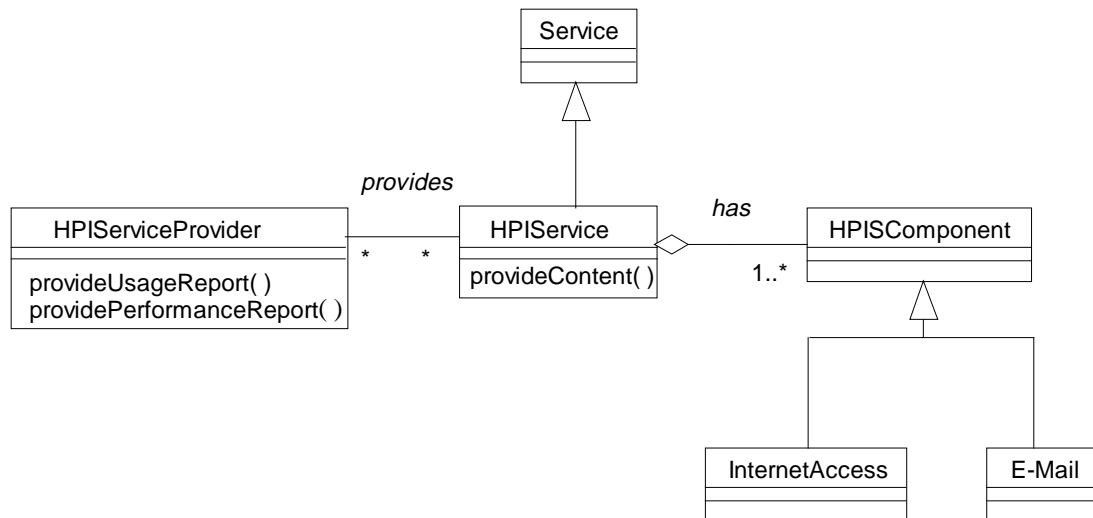 Service
provides
HPIServiceProvider
* *
provideUsageReport( )
providePerformanceReport( )
HPIService
provideContent( )
has
1..*
HPISComponent
InternetAccess
E-Mail